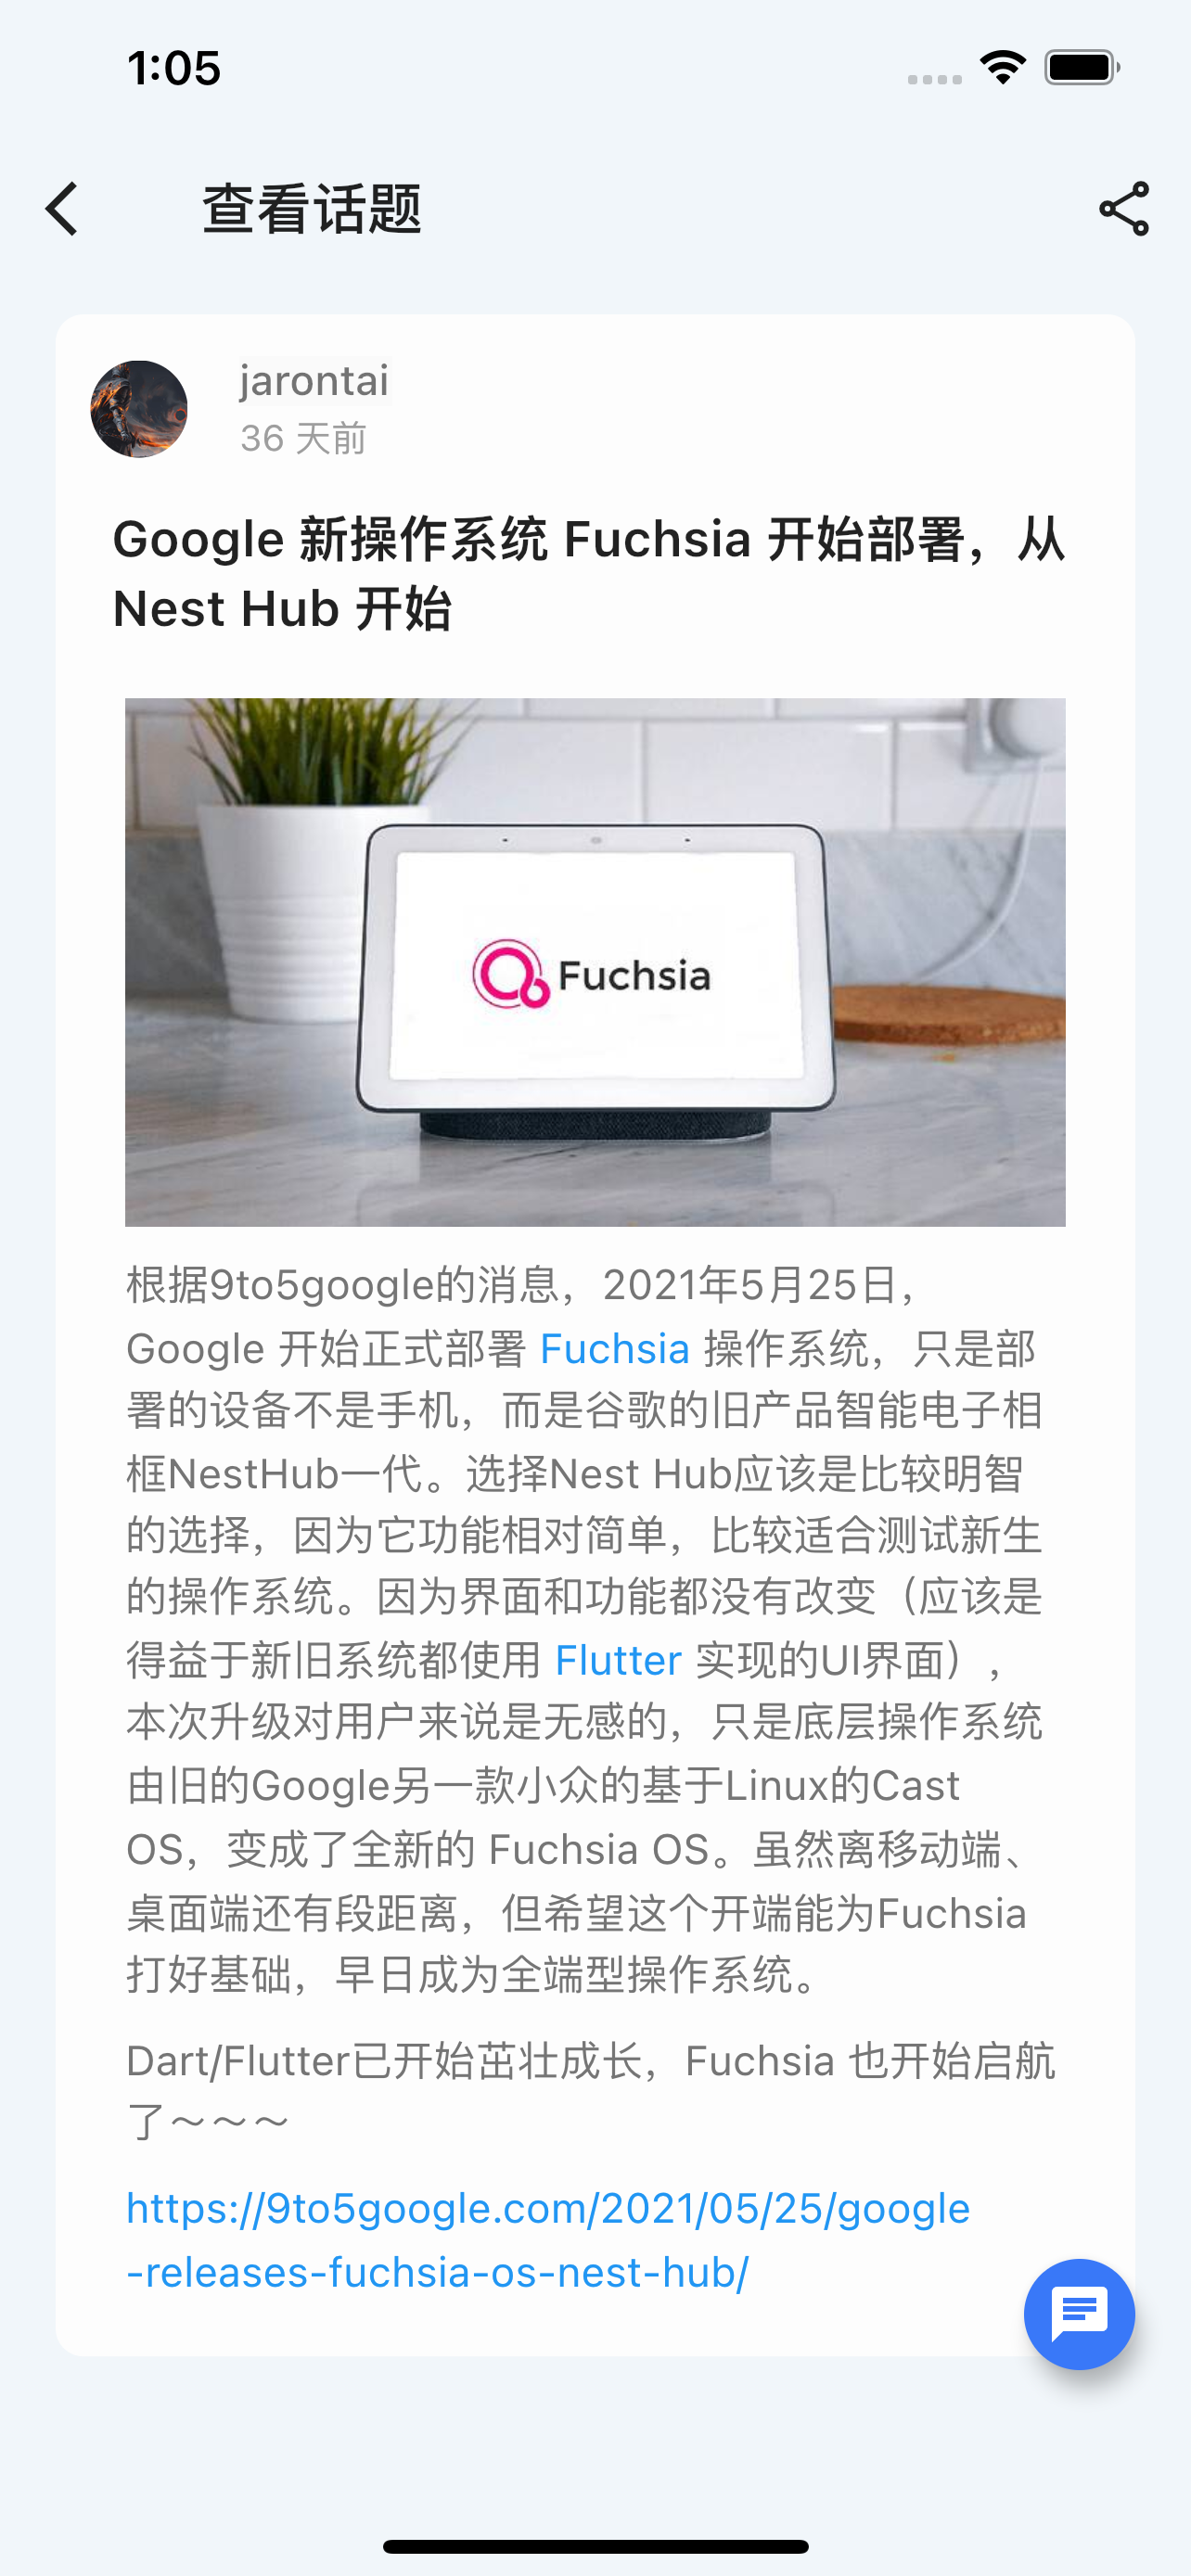 1:05
查看话题
jarontai
36 天前
Google 新操作系统 Fuchsia 开始部署，从
Nest Hub 开始
Fuchsia
根据9to5google的消息，2021年5月25日，
Google 开始正式部署 Fuchsia 操作系统，只是部
署的设备不是手机，而是谷歌的旧产品智能电子相
框NestHub一代。选择Nest Hub应该是比较明智
的选择，因为它功能相对简单，比较适合测试新生
的操作系统。因为界面和功能都没有改变（应该是
得益于新旧系统都使用 Flutter 实现的UI界面），
本次升级对用户来说是无感的，只是底层操作系统
由旧的Google另一款小众的基于Linux的Cast
OS，变成了全新的 Fuchsia OS。虽然离移动端、
桌面端还有段距离，但希望这个开端能为Fuchsia
打好基础，早日成为全端型操作系统。
Dart/Flutter已开始茁壮成长，Fuchsia 也开始启航
了～～～
https://9to5google.com/2021/05/25/google
-releases-fuchsia-os-nest-hub/